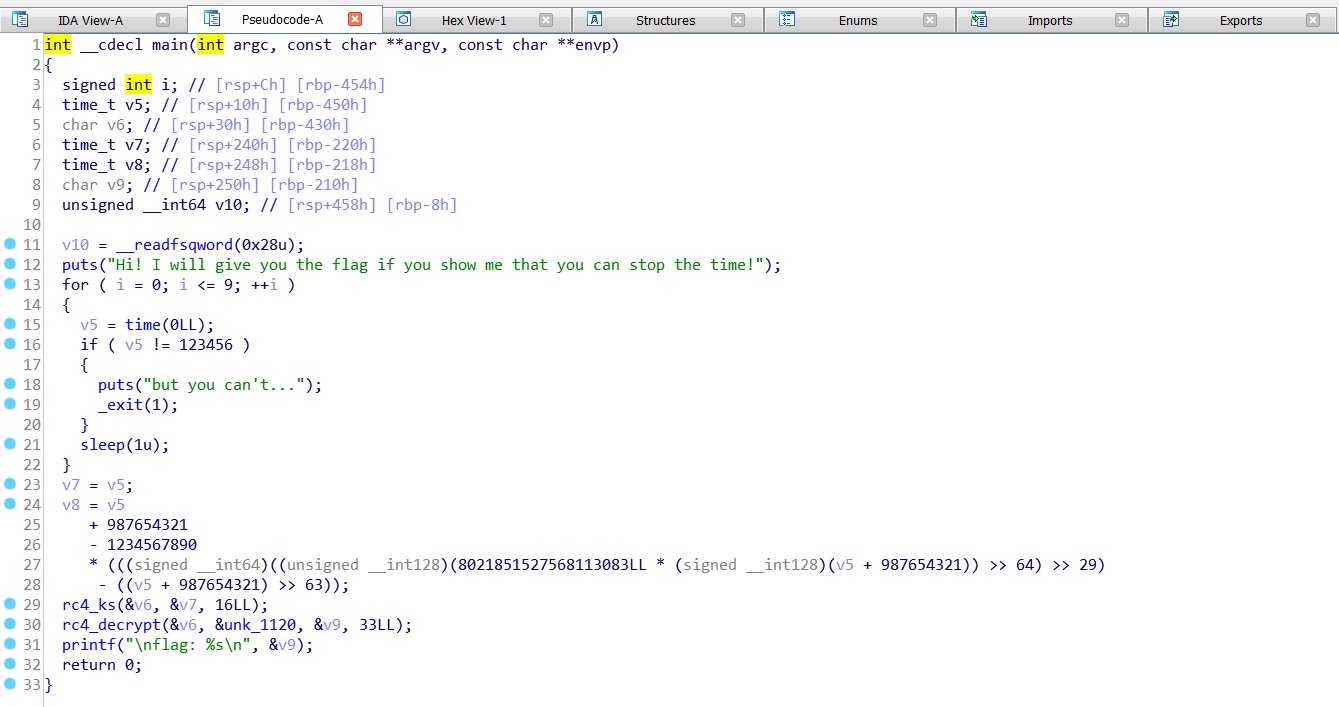 IDA View-A Pseudocode-A Hex View-1 Structures Enums Imports Exports
1 int __cdecl main(int argc, const char **argv, const char **envp)
2 {
3 signed int i; // [rsp+Ch] [rbp-454h]
4 time_t v5; // [rsp+10h] [rbp-450h]
5 char v6; // [rsp+30h] [rbp-430h]
6 time_t v7; // [rsp+240h] [rbp-220h]
7 time_t v8; // [rsp+248h] [rbp-218h]
8 char v9; // [rsp+250h] [rbp-210h]
9 unsigned __int64 v10; // [rsp+458h] [rbp-8h]
10
11 v10 = __readfsqword(0x28u);
12 puts("Hi! I will give you the flag if you show me that you can stop the time!");
13 for ( i = 0; i <= 9; ++i )
14 {
15 v5 = time(0LL);
16 if ( v5 != 123456 )
17 {
18 puts("but you can't...");
19 _exit(1);
20 }
21 sleep(1u);
22 }
23 v7 = v5;
24 v8 = v5
25 + 987654321
26 - 1234567890
27 * (((signed __int64)((unsigned __int128)(8021851527568113083LL * (signed __int128)(v5 + 987654321)) >> 64) >> 29)
28 - ((v5 + 987654321) >> 63));
29 rc4_ks(&v6, &v7, 16LL);
30 rc4_decrypt(&v6, &unk_1120, &v9, 33LL);
31 printf("\nflag: %s\n", &v9);
32 return 0;
33 }